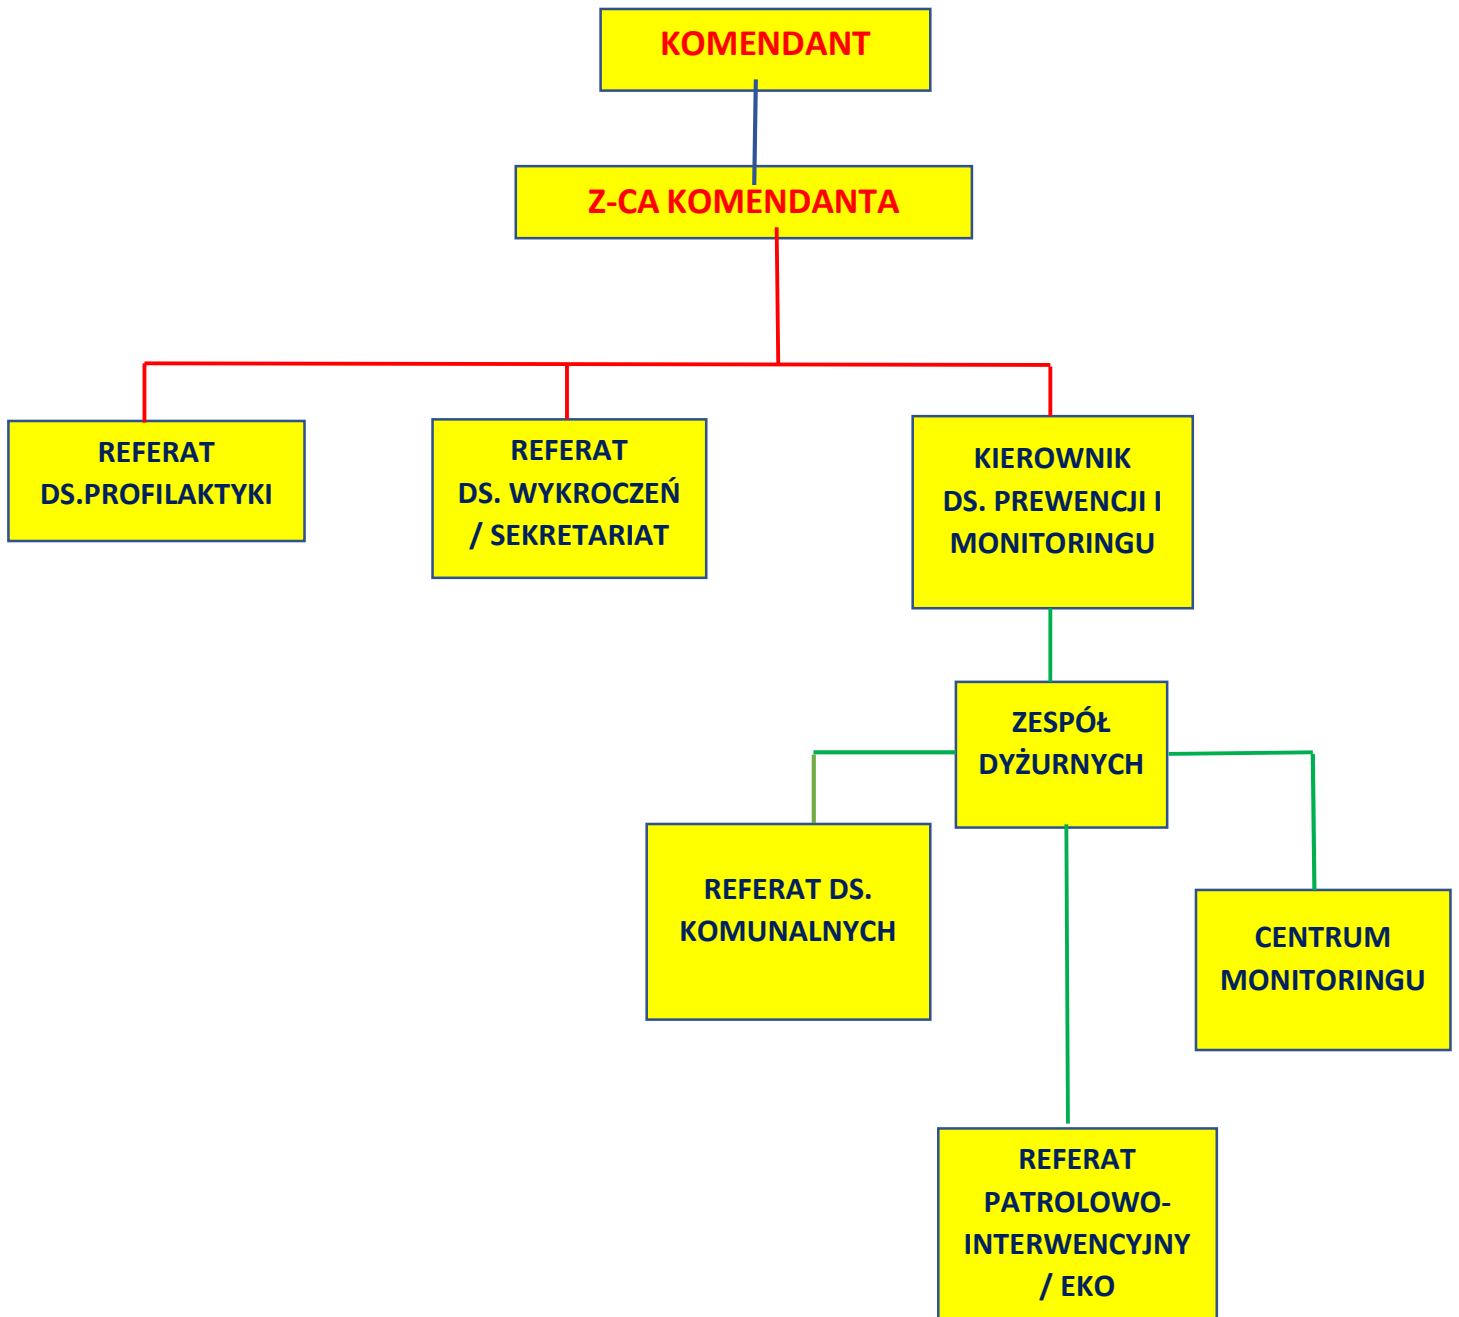 KOMENDANT
Z-CA KOMENDANTA
REFERAT
DS.PROFILAKTYKI
REFERAT
DS. WYKROCZEŃ
/ SEKRETARIAT
KIEROWNIK
DS. PREWENCJI I
MONITORINGU
ZESPÓŁ
DYŻURNYCH
REFERAT DS.
KOMUNALNYCH
CENTRUM
MONITORINGU
REFERAT
PATROLOWO-
INTERWENCYJNY
/ EKO